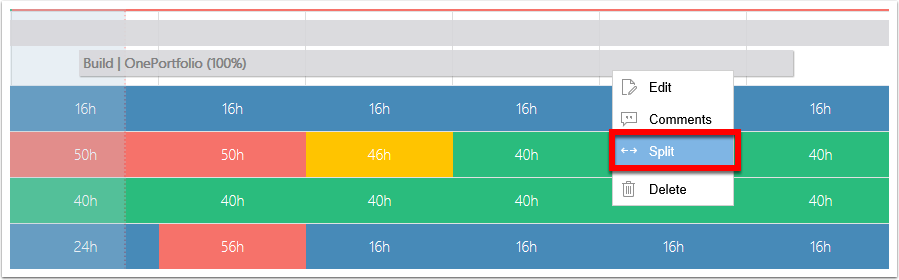 Build | OnePortfolio (100%)
Edit
16h 16h 16h 16h 16h
Comments
50h 50h 46h 40h 40h
Split
40h 40h 40h 40h 40h
Delete
24h 56h 16h 16h 16h 16h